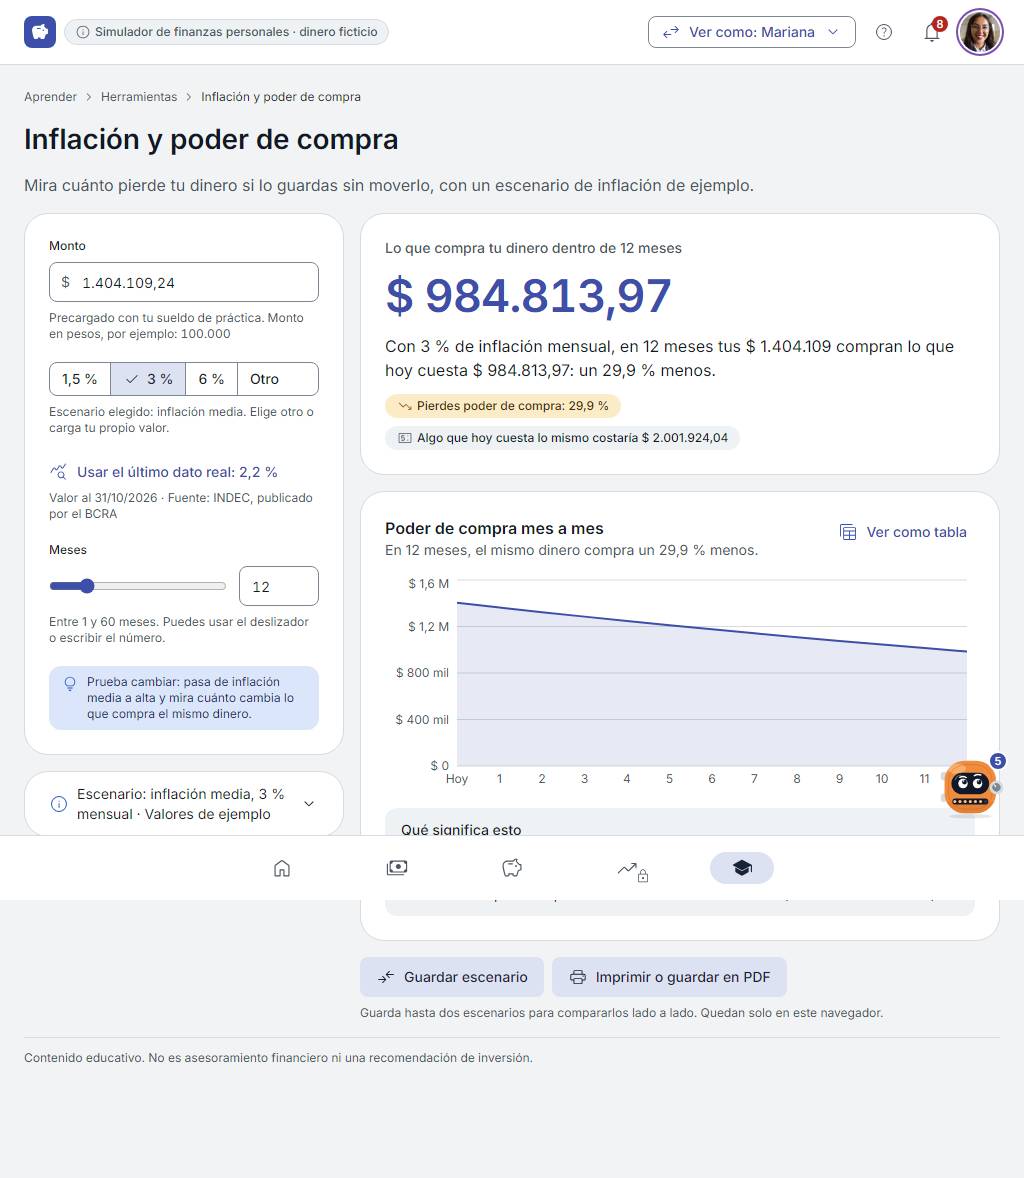 Simulador de finanzas personales · dinero ficticio
Ver como: Mariana
8
Aprender > Herramientas > Inflación y poder de compra
Inflación y poder de compra
Mira cuánto pierde tu dinero si lo guardas sin moverlo, con un escenario de inflación de ejemplo.
Monto
$ 1.404.109,24
Precargado con tu sueldo de práctica. Monto
en pesos, por ejemplo: 100.000
1,5 % 3 % 6 % Otro
Escenario elegido: inflación media. Elige otro o
carga tu propio valor.
Usar el último dato real: 2,2 %
Valor al 31/10/2026 · Fuente: INDEC, publicado
por el BCRA
Meses
12
Entre 1 y 60 meses. Puedes usar el deslizador
o escribir el número.
Prueba cambiar: pasa de inflación
media a alta y mira cuánto cambia lo
que compra el mismo dinero.
Escenario: inflación media, 3 %
mensual · Valores de ejemplo
Lo que compra tu dinero dentro de 12 meses
$ 984.813,97
Con 3 % de inflación mensual, en 12 meses tus $ 1.404.109 compran lo que
hoy cuesta $ 984.813,97: un 29,9 % menos.
Pierdes poder de compra: 29,9 %
Algo que hoy cuesta lo mismo costaría $ 2.001.924,04
Poder de compra mes a mes
Ver como tabla
En 12 meses, el mismo dinero compra un 29,9 % menos.
$ 1,6 M
$ 1,2 M
$ 800 mil
$ 400 mil
$ 0
Hoy 1 2 3 4 5 6 7 8 9 10 11
5
Qué significa esto
Guardar escenario
Imprimir o guardar en PDF
Guarda hasta dos escenarios para compararlos lado a lado. Quedan solo en este navegador.
Contenido educativo. No es asesoramiento financiero ni una recomendación de inversión.